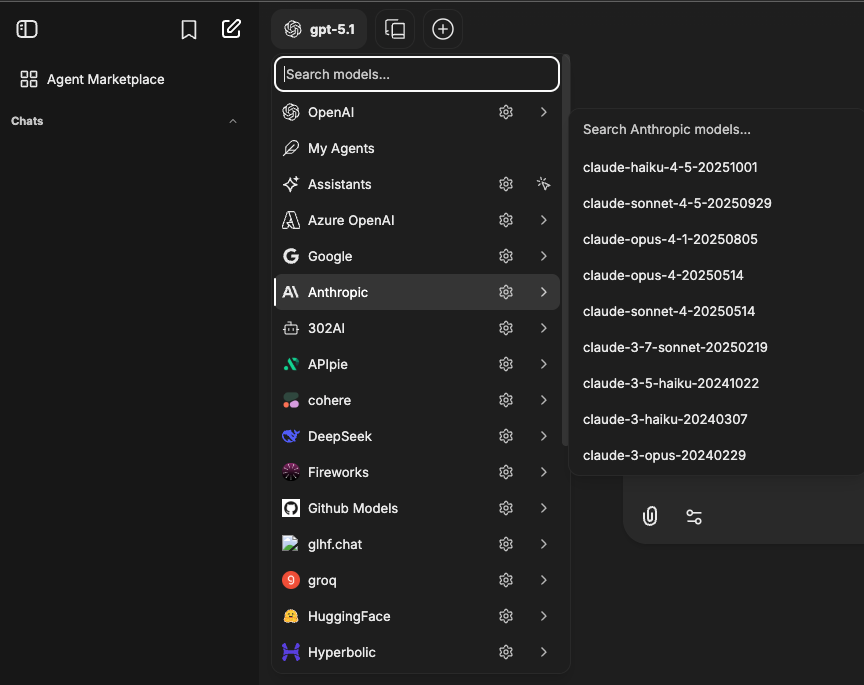 gpt-5.1
Agent Marketplace
Chats
Search models...
OpenAI
My Agents
Assistants
Azure OpenAI
Google
Anthropic
302AI
APIpie
cohere
DeepSeek
Fireworks
Github Models
glhf.chat
groq
HuggingFace
Hyperbolic
Search Anthropic models...
claude-haiku-4-5-20251001
claude-sonnet-4-5-20250929
claude-opus-4-1-20250805
claude-opus-4-20250514
claude-sonnet-4-20250514
claude-3-7-sonnet-20250219
claude-3-5-haiku-20241022
claude-3-haiku-20240307
claude-3-opus-20240229